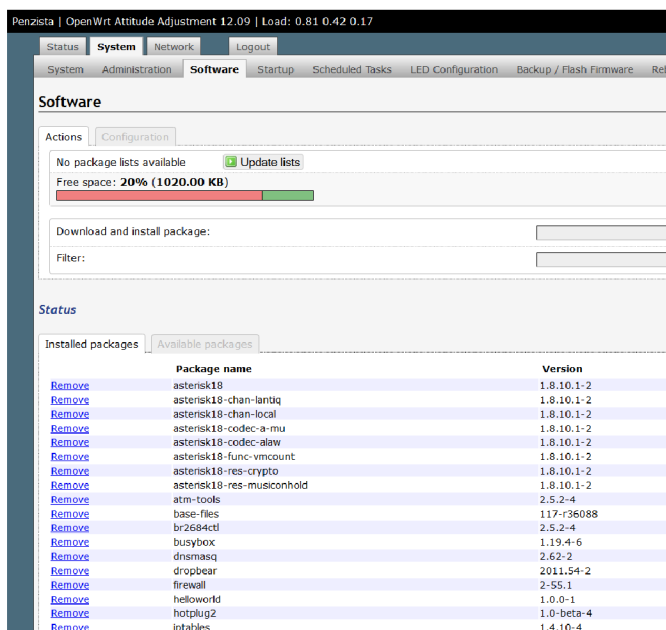 Penzista | OpenWrt Attitude Adjustment 12.09 | Load: 0.81 0.42 0.17
Status System Network Logout
System Administration Software Startup Scheduled Tasks LED Configuration Backup / Flash Firmware
Software
Actions Configuration
No package lists available Update lists
Free space: 20% (1020.00 KB)
Download and install package:
Filter:
Status
Installed packages Available packages
Package name Version
Remove asterisk18 1.8.10.1-2
Remove asterisk18-chan-lantiq 1.8.10.1-2
Remove asterisk18-chan-local 1.8.10.1-2
Remove asterisk18-codec-a-mu 1.8.10.1-2
Remove asterisk18-codec-alaw 1.8.10.1-2
Remove asterisk18-func-vmcount 1.8.10.1-2
Remove asterisk18-res-crypto 1.8.10.1-2
Remove asterisk18-res-musiconhold 1.8.10.1-2
Remove atm-tools 2.5.2-4
Remove base-files 117-r36088
Remove br2684ctl 2.5.2-4
Remove busybox 1.19.4-6
Remove dnsmasq 2.62-2
Remove dropbear 2011.54-2
Remove firewall 2-55.1
Remove helloworld 1.0.0-1
Remove hotplug2 1.0-beta-4
Remove iptables 1.4.10-4